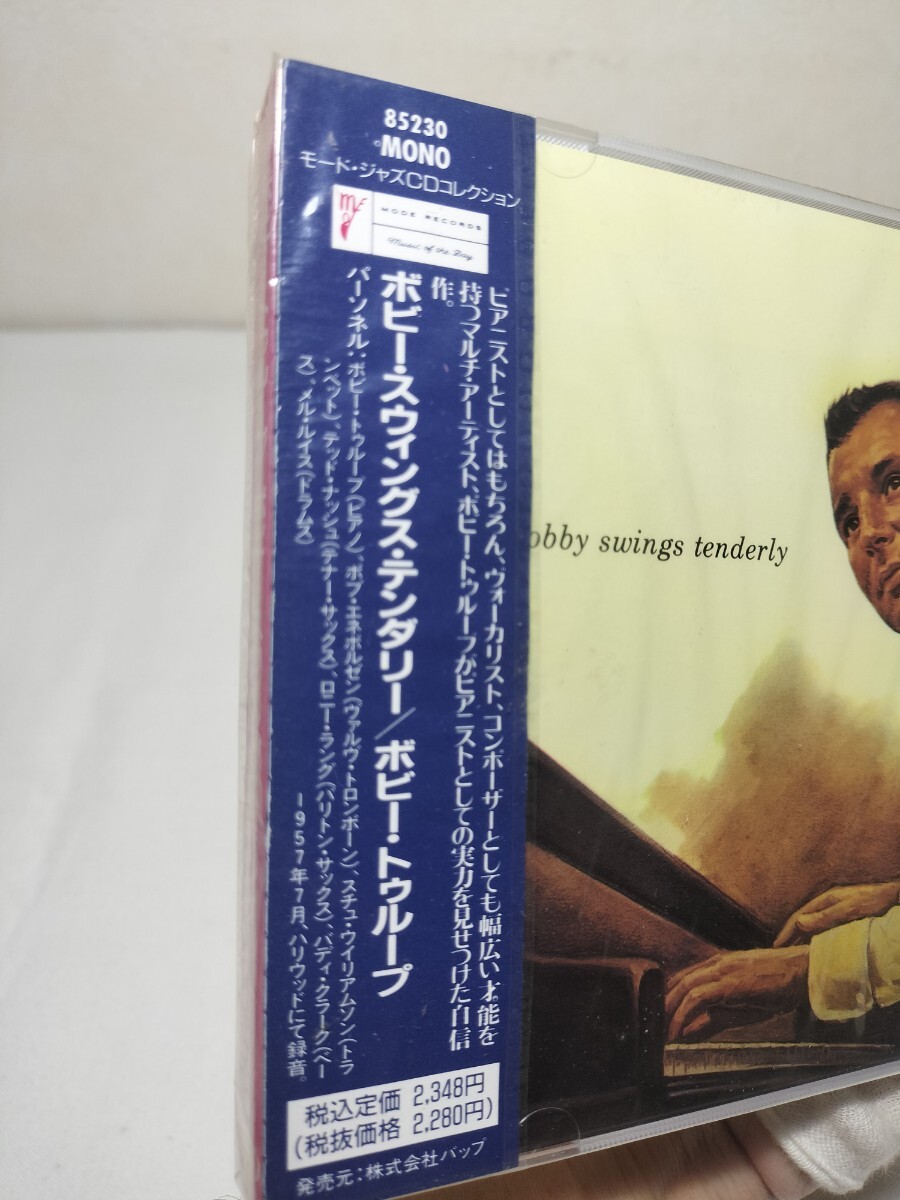 85230
MONO
モード・ジャズCDコレクション
MODE RECORDS
Music of the Day
ピアニストとしてはもちろん、ヴォーカリスト、コンポーサーとしても幅広い才能を
持つマルチ・アーティスト、ボビー・トゥループがピアニストとしての実力を見せつけた自信
作。
ボビー・スウィングス・テンダリー/ボビー・トゥループ
パーソネル:ボビー・トゥループ(ピアノ)、ボブ・エネボルゼン(ヴァルヴ・トロンボーン)、スチュ・ウイリアムソン(トラ
ンペット)、テッド・ナッシュ(テナー・サックス)、ロニー・ラング(バリトン・サックス)、バディ・クラーク(ベー
ス)、メル・ルイス(ドラムス)
1957年7月、ハリウッドにて録音。
税込定価 2,348円
(税抜価格 2,280円)
発売元:株式会社バップ
obby swings tenderly